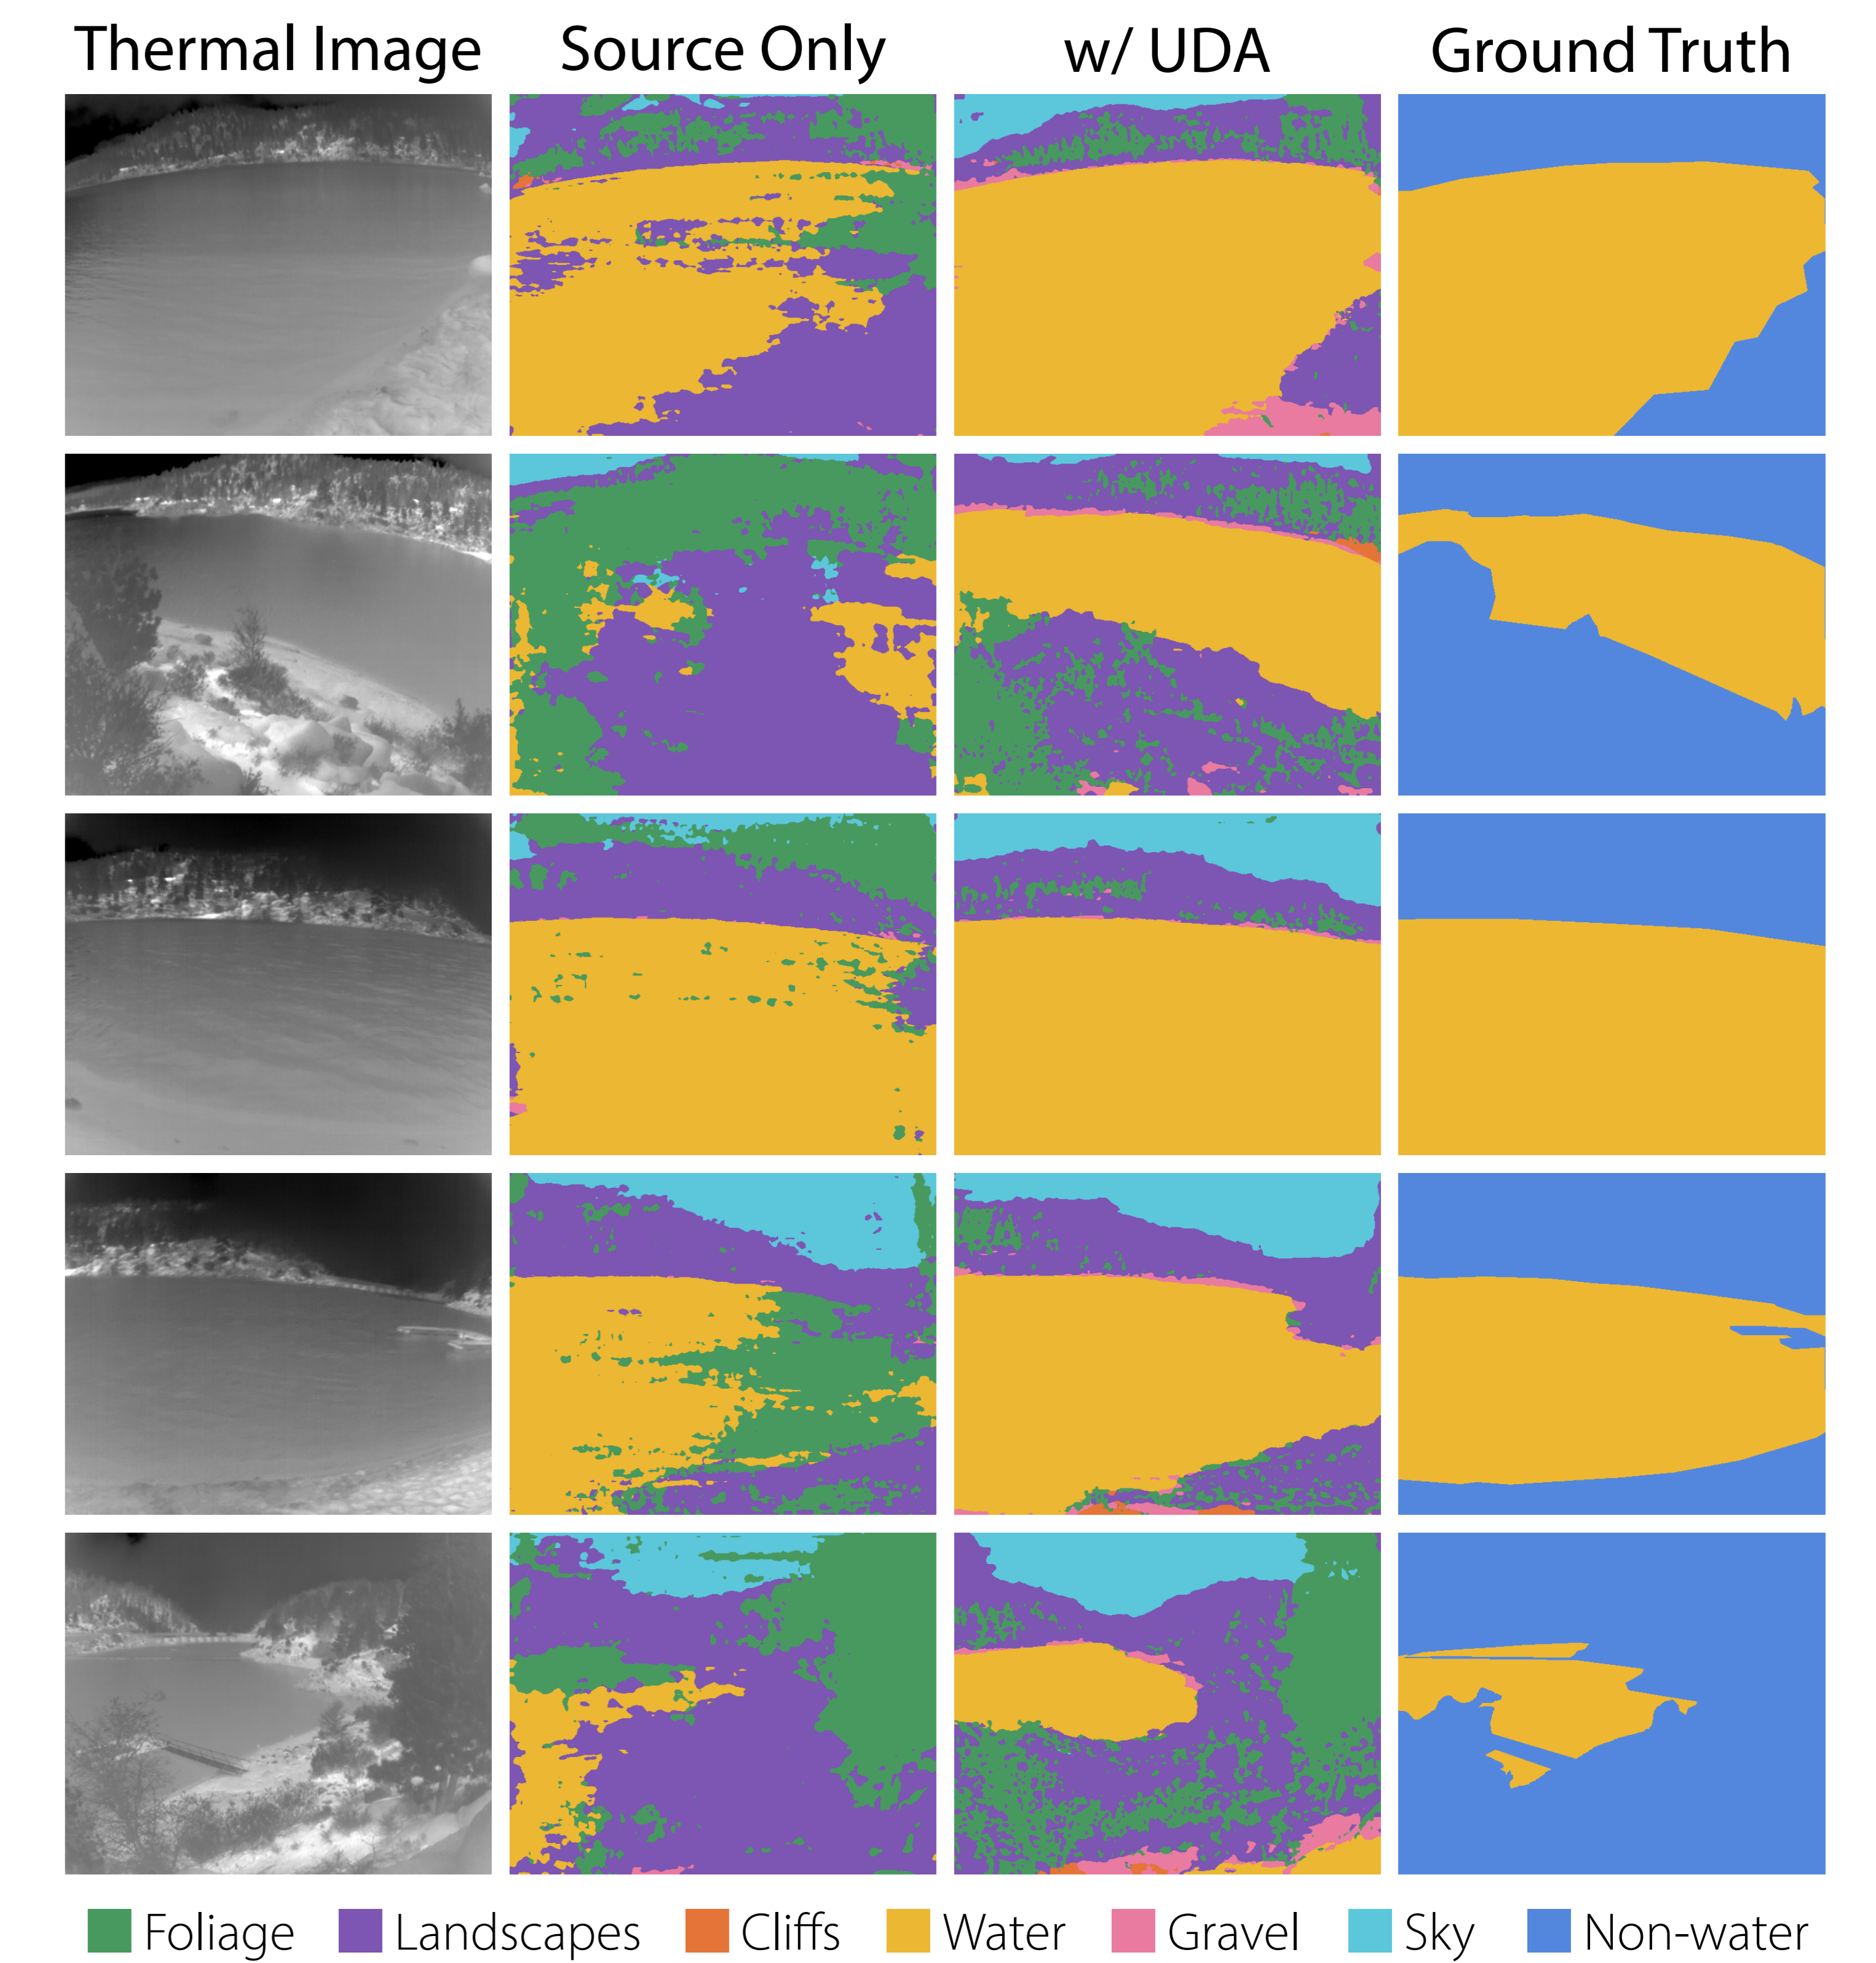 Thermal Image Source Only w/ UDA Ground Truth
Foliage Landscapes Cliffs Water Gravel Sky Non-water